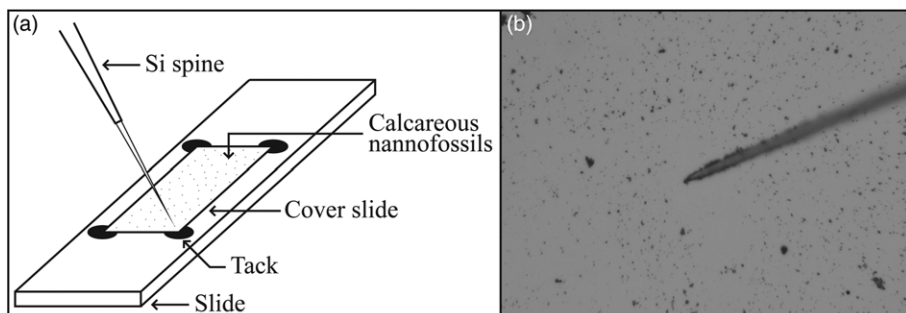 (a)
Si spine
Calcareous
nannofossils
Cover slide
Tack
Slide
(b)